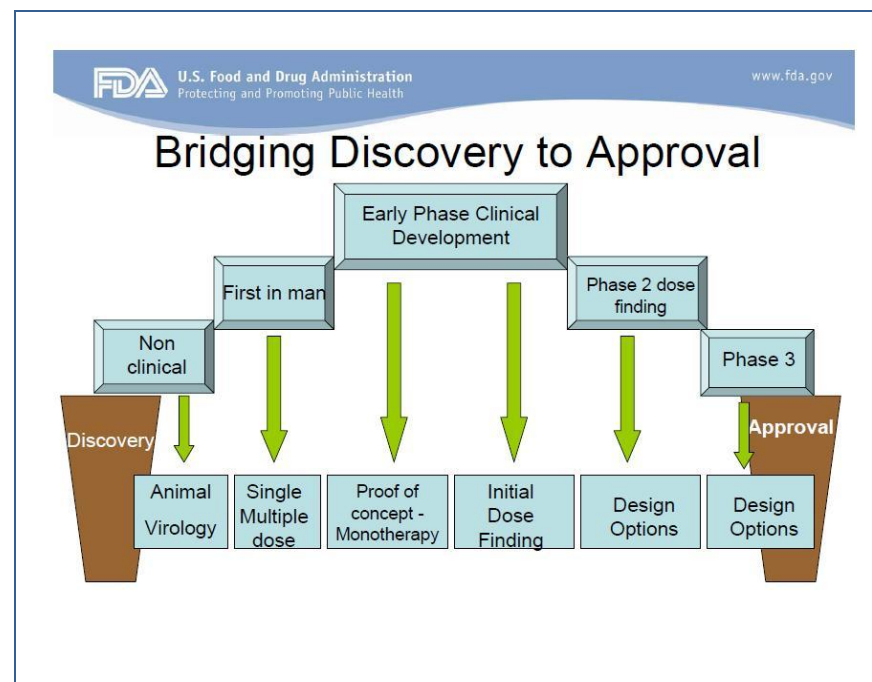 FDA
U.S. Food and Drug Administration
Protecting and Promoting Public Health
www.fda.gov
Bridging Discovery to Approval
Early Phase Clinical
Development
First in man
Phase 2 dose
finding
Non
clinical
Phase 3
Discovery
Approval
Animal
Virology
Single
Multiple
dose
Proof of
concept -
Monotherapy
Initial
Dose
Finding
Design
Options
Design
Options